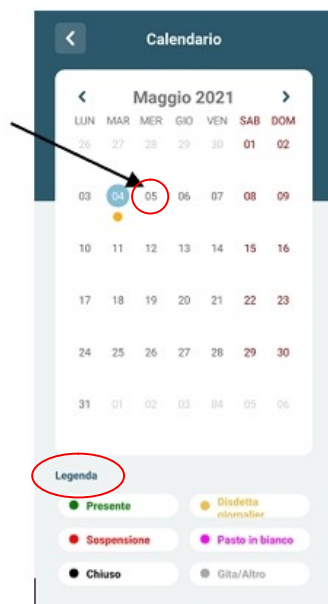 Calendario
Maggio 2021
LUN MAR MER GIO VEN SAB DOM
26 27 28 29 30 01 02
03 04 05 06 07 08 09
10 11 12 13 14 15 16
17 18 19 20 21 22 23
24 25 26 27 28 29 30
31 01 02 03 04 05 06
Legenda
Presente Disdetta
giornalier
Sospensione Pasto in bianco
Chiuso Gita/Altro